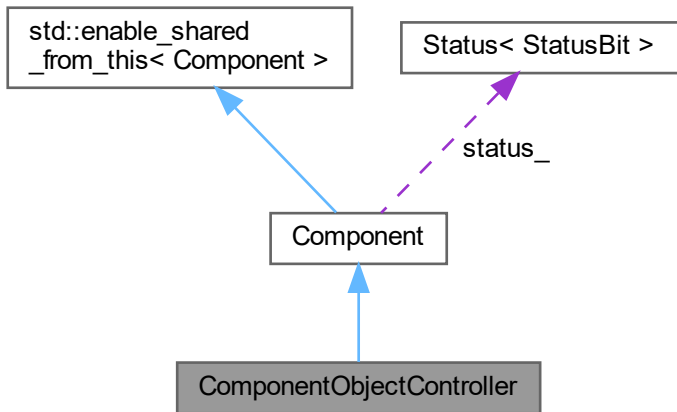 std::enable_shared
_from_this< Component >
Status< StatusBit >
status_
Component
ComponentObjectController